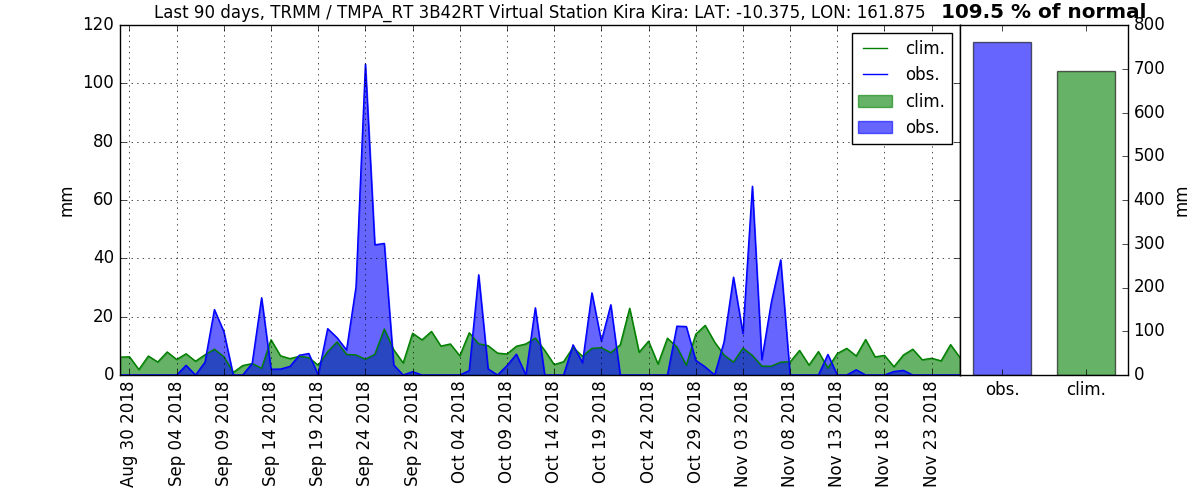 Last 90 days, TRMM / TMPA_RT 3B42RT Virtual Station Kira Kira: LAT: -10.375, LON: 161.875 109.5 % of normal
120
100
80
60
40
20
0
mm
clim.
obs.
clim.
obs.
800
700
600
500
400
300
200
100
0
mm
obs. clim.
Aug 30 2018
Sep 04 2018
Sep 09 2018
Sep 14 2018
Sep 19 2018
Sep 24 2018
Sep 29 2018
Oct 04 2018
Oct 09 2018
Oct 14 2018
Oct 19 2018
Oct 24 2018
Oct 29 2018
Nov 03 2018
Nov 08 2018
Nov 13 2018
Nov 18 2018
Nov 23 2018